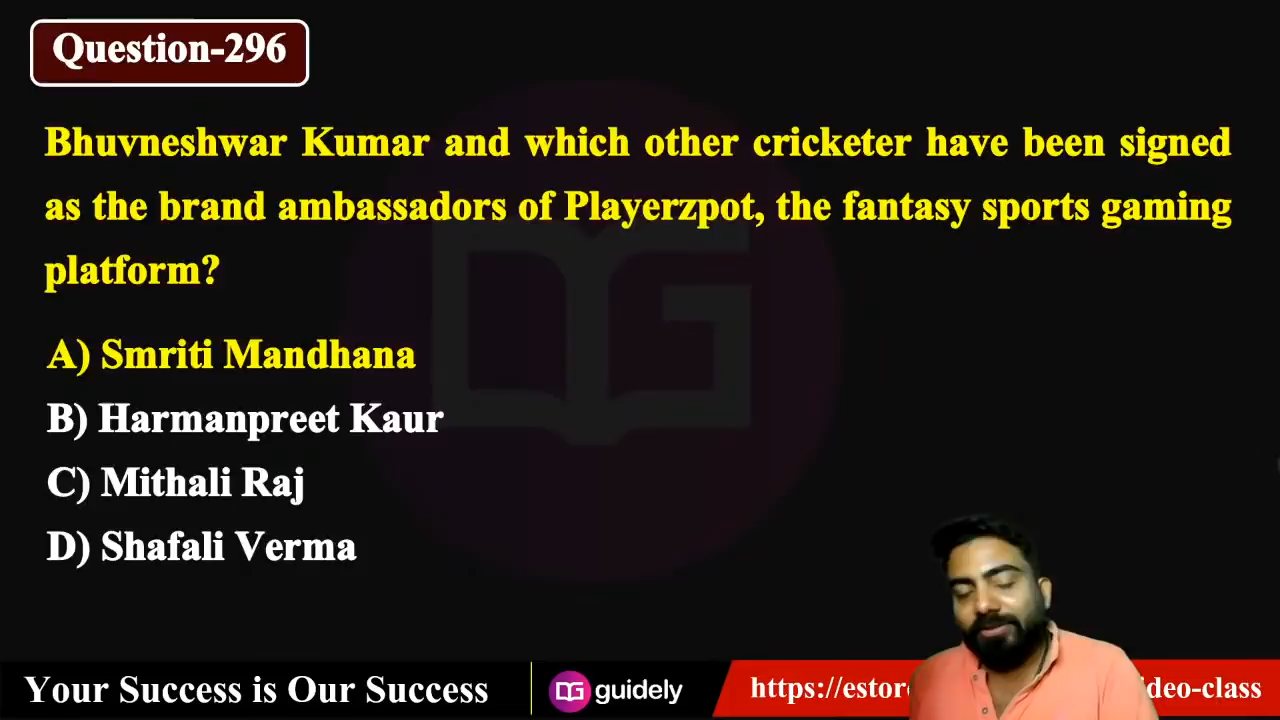 Question-296
Bhuvneshwar Kumar and which other cricketer have been signed
as the brand ambassadors of Playerzpot, the fantasy sports gaming
platform?
A) Smriti Mandhana
B) Harmanpreet Kaur
C) Mithali Raj
D) Shafali Verma
Your Success is Our Success
DG guidely
https://estor
deo-class